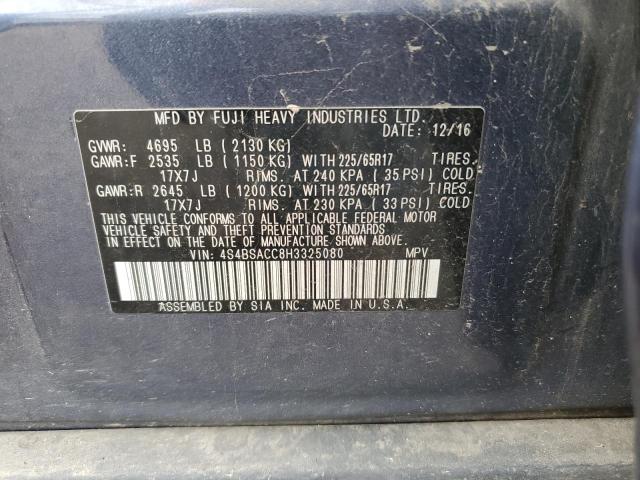 MFD BY FUJI HEAVY INDUSTRIES LTD.
DATE: 12/16
GVWR: 4695 LB ( 2130 KG)
GAWR:F 2535 LB ( 1150 KG) WITH 225/65R17 TIRES.
17X7J RIMS. AT 240 KPA ( 35 PSI) COLD
GAWR:R 2645 LB ( 1200 KG) WITH 225/65R17 TIRES.
17X7J RIMS. AT 230 KPA ( 33 PSI) COLD
THIS VEHICLE CONFORMS TO ALL APPLICABLE FEDERAL MOTOR
VEHICLE SAFETY AND THEFT PREVENTION STANDARDS
IN EFFECT ON THE DATE OF MANUFACTURE SHOWN ABOVE.
VIN: 4S4BSACC8H3325080 MPV
ASSEMBLED BY SIA INC. MADE IN U.S.A.